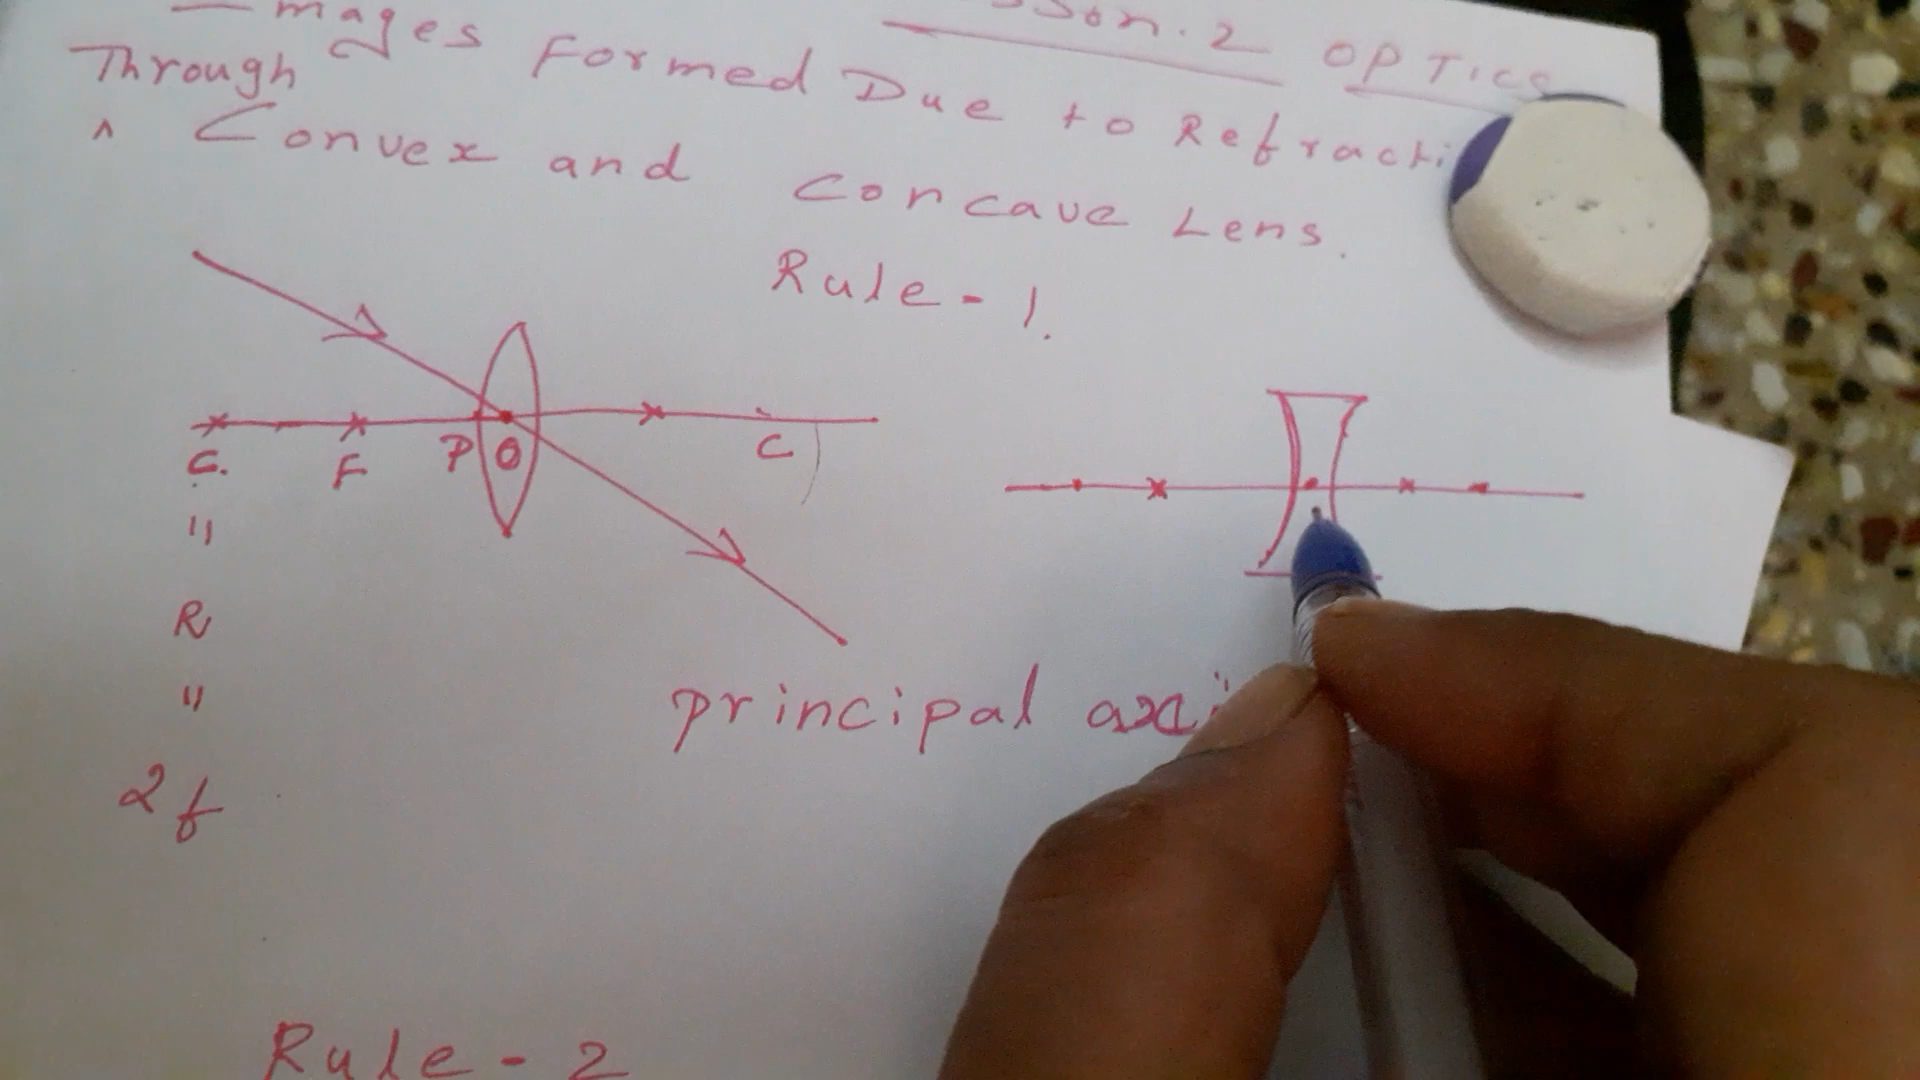 Lesson.2 OPTICS
Images Formed Due to Refracti
Through
^ Convex and Concave Lens.
Rule-1.
P O
C. F C
"
R
"
principal axi
2f
Rule-2